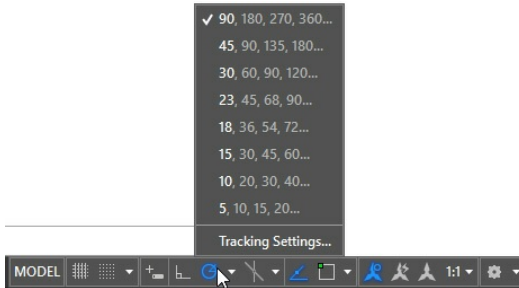 90, 180, 270, 360...
45, 90, 135, 180...
30, 60, 90, 120...
23, 45, 68, 90...
18, 36, 54, 72...
15, 30, 45, 60...
10, 20, 30, 40...
5, 10, 15, 20...
Tracking Settings...
MODEL 1:1